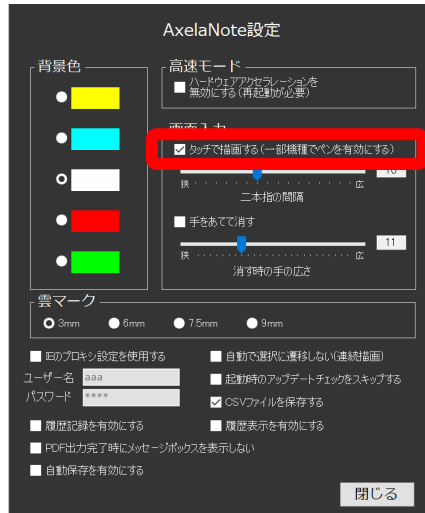 AxelaNote設定
背景色
高速モード
ハードウェアアクセラレーションを
無効にする(再起動が必要)
画面入力
タッチで描画する(一部機種でペンを有効にする)
10
狭
広
二本指の間隔
手をあてて消す
11
狭
広
消す時の手の広さ
雲マーク
3mm 6mm 7.5mm 9mm
IEのプロキシ設定を使用する
自動で選択に遷移しない(連続描画)
ユーザー名 aaa
起動時のアップデートチェックをスキップする
パスワード ****
CSVファイルを保存する
履歴記録を有効にする
履歴表示を有効にする
PDF出力完了時にメッセージボックスを表示しない
自動保存を有効にする
閉じる